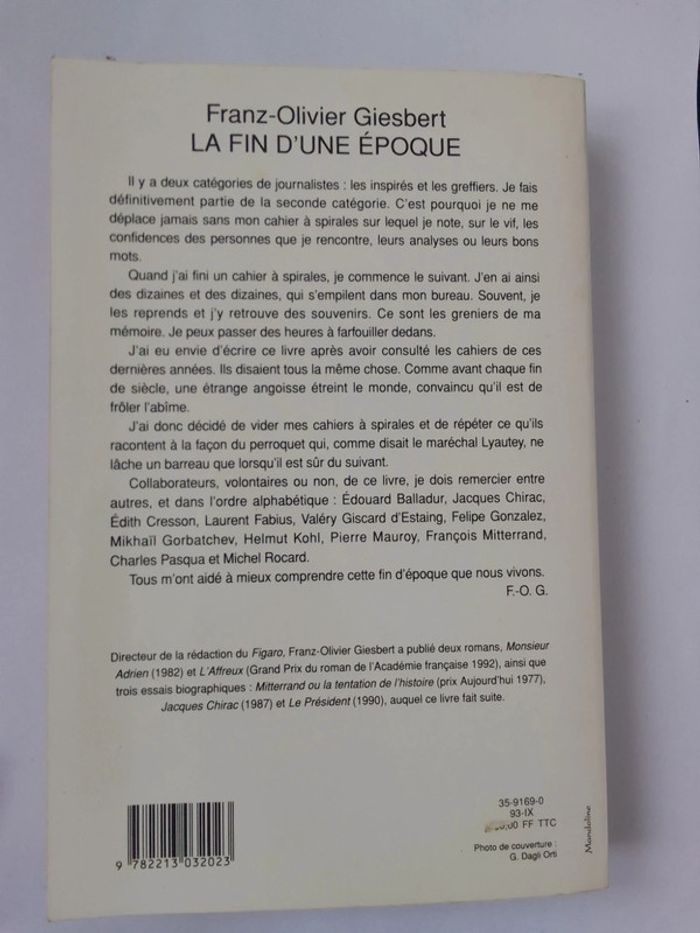 Franz-Olivier Giesbert
LA FIN D'UNE ÉPOQUE
Il y a deux catégories de journalistes : les inspirés et les greffiers. Je fais
définitivement partie de la seconde catégorie. C'est pourquoi je ne me
déplace jamais sans mon cahier à spirales sur lequel je note, sur le vif, les
confidences des personnes que je rencontre, leurs analyses ou leurs bons
mots.
Quand j'ai fini un cahier à spirales, je commence le suivant. J'en ai ainsi
des dizaines et des dizaines, qui s'empilent dans mon bureau. Souvent, je
les reprends et j'y retrouve des souvenirs. Ce sont les greniers de ma
mémoire. Je peux passer des heures à farfouiller dedans.
J'ai eu envie d'écrire ce livre après avoir consulté les cahiers de ces
dernières années. Ils disaient tous la même chose. Comme avant chaque fin
de siècle, une étrange angoisse étreint le monde, convaincu qu'il est de
frôler l'abîme.
J'ai donc décidé de vider mes cahiers à spirales et de répéter ce qu'ils
racontent à la façon du perroquet qui, comme disait le maréchal Lyautey, ne
lâche un barreau que lorsqu'il est sûr du suivant.
Collaborateurs, volontaires ou non, de ce livre, je dois remercier entre
autres, et dans l'ordre alphabétique : Édouard Balladur, Jacques Chirac,
Édith Cresson, Laurent Fabius, Valéry Giscard d'Estaing, Felipe Gonzalez,
Mikhaïl Gorbatchev, Helmut Kohl, Pierre Mauroy, François Mitterrand,
Charles Pasqua et Michel Rocard.
Tous m'ont aidé à mieux comprendre cette fin d'époque que nous vivons.
F.-O. G.
Directeur de la rédaction du Figaro, Franz-Olivier Giesbert a publié deux romans, Monsieur
Adrien (1982) et L'Affreux (Grand Prix du roman de l'Académie française 1992), ainsi que
trois essais biographiques : Mitterrand ou la tentation de l'histoire (prix Aujourd'hui 1977),
Jacques Chirac (1987) et Le Président (1990), auquel ce livre fait suite.
35-9169-0
93-IX
FF TTC
Photo de couverture :
G. Dagli Orti
Mandoline
9 782213 032023